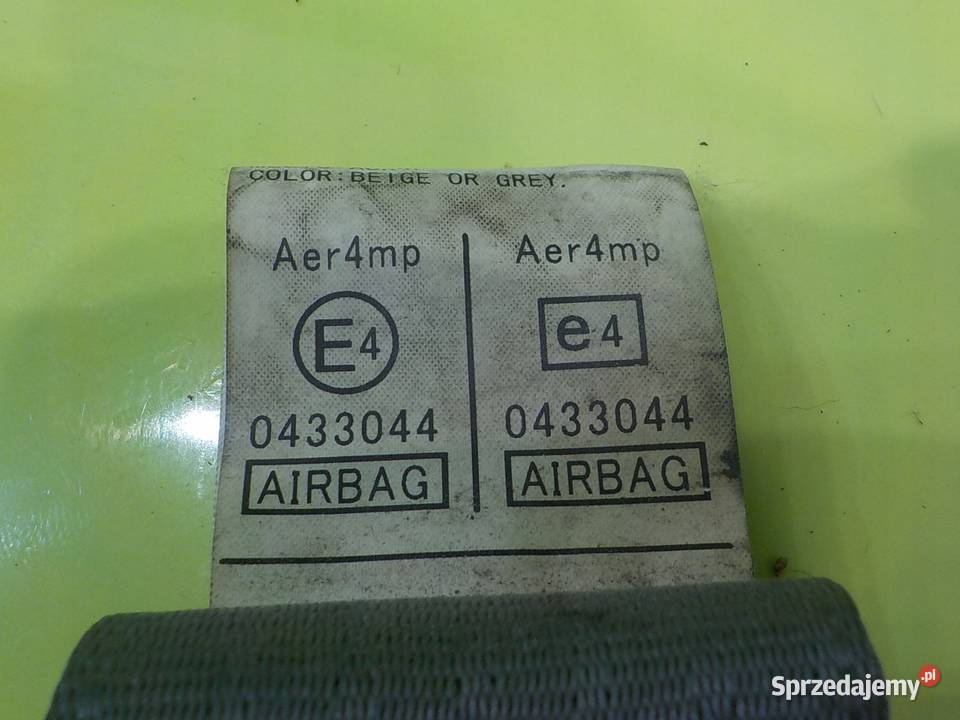 COLOR:BEIGE OR GREY.
Aer4mp Aer4mp
E4 e4
0433044 0433044
AIRBAG AIRBAG
Sprzedajemy.pl